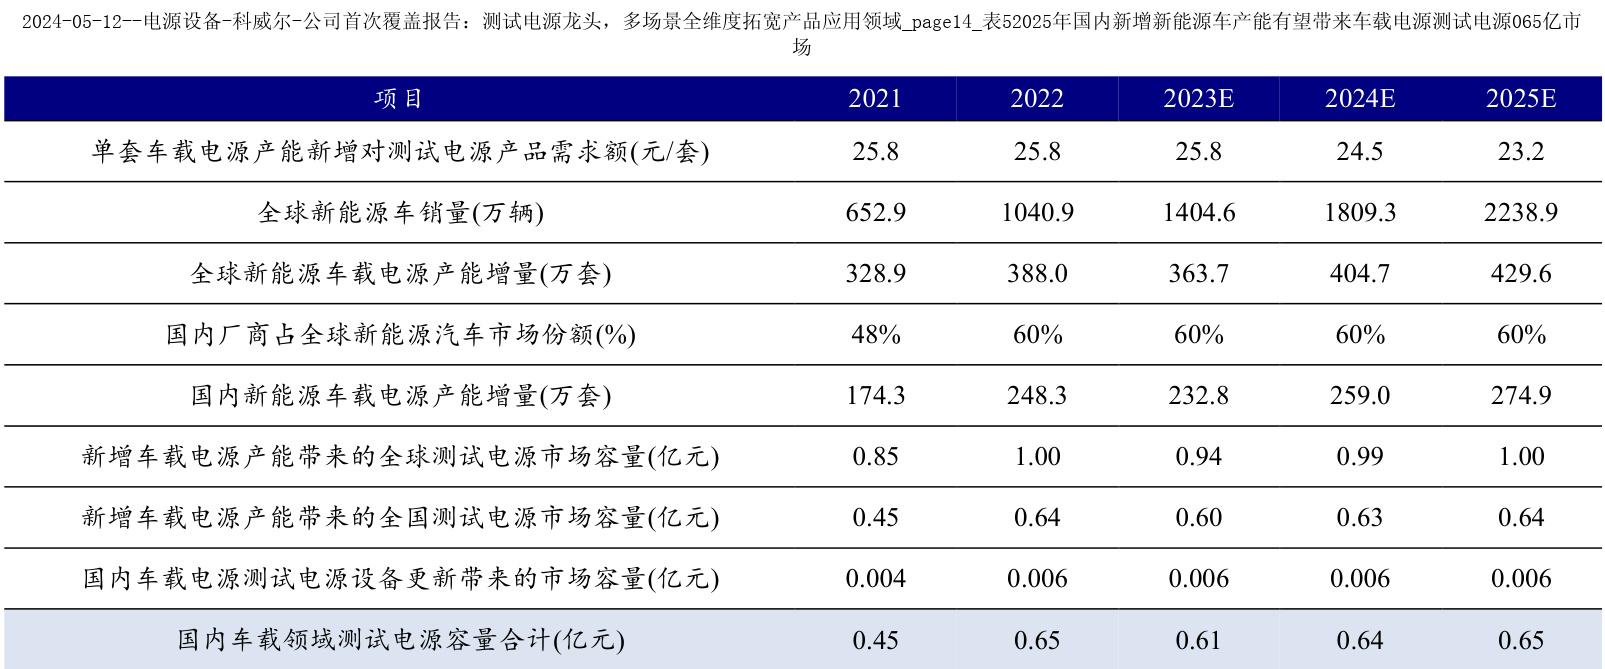 2024-05-12--电源设备-科威尔-公司首次覆盖报告：测试电源龙头，多场景全维度拓宽产品应用领域_page14_表52025年国内新增新能源车产能有望带来车载电源测试电源065亿市
场
项目 2021 2022 2023E 2024E 2025E
单套车载电源产能新增对测试电源产品需求额(元/套) 25.8 25.8 25.8 24.5 23.2
全球新能源车销量(万辆) 652.9 1040.9 1404.6 1809.3 2238.9
全球新能源车载电源产能增量(万套) 328.9 388.0 363.7 404.7 429.6
国内厂商占全球新能源汽车市场份额(%) 48% 60% 60% 60% 60%
国内新能源车载电源产能增量(万套) 174.3 248.3 232.8 259.0 274.9
新增车载电源产能带来的全球测试电源市场容量(亿元) 0.85 1.00 0.94 0.99 1.00
新增车载电源产能带来的全国测试电源市场容量(亿元) 0.45 0.64 0.60 0.63 0.64
国内车载电源测试电源设备更新带来的市场容量(亿元) 0.004 0.006 0.006 0.006 0.006
国内车载领域测试电源容量合计(亿元) 0.45 0.65 0.61 0.64 0.65